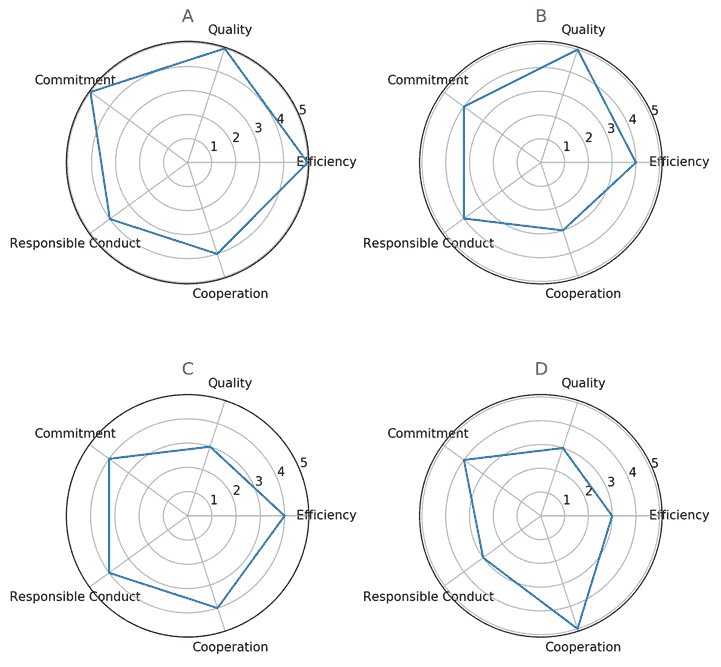 A
Quality
Commitment
1
2
3
4
5
Efficiency
Responsible Conduct
Cooperation
B
Quality
Commitment
1
2
3
4
5
Efficiency
Responsible Conduct
Cooperation
C
Quality
Commitment
1
2
3
4
5
Efficiency
Responsible Conduct
Cooperation
D
Quality
Commitment
1
2
3
4
5
Efficiency
Responsible Conduct
Cooperation